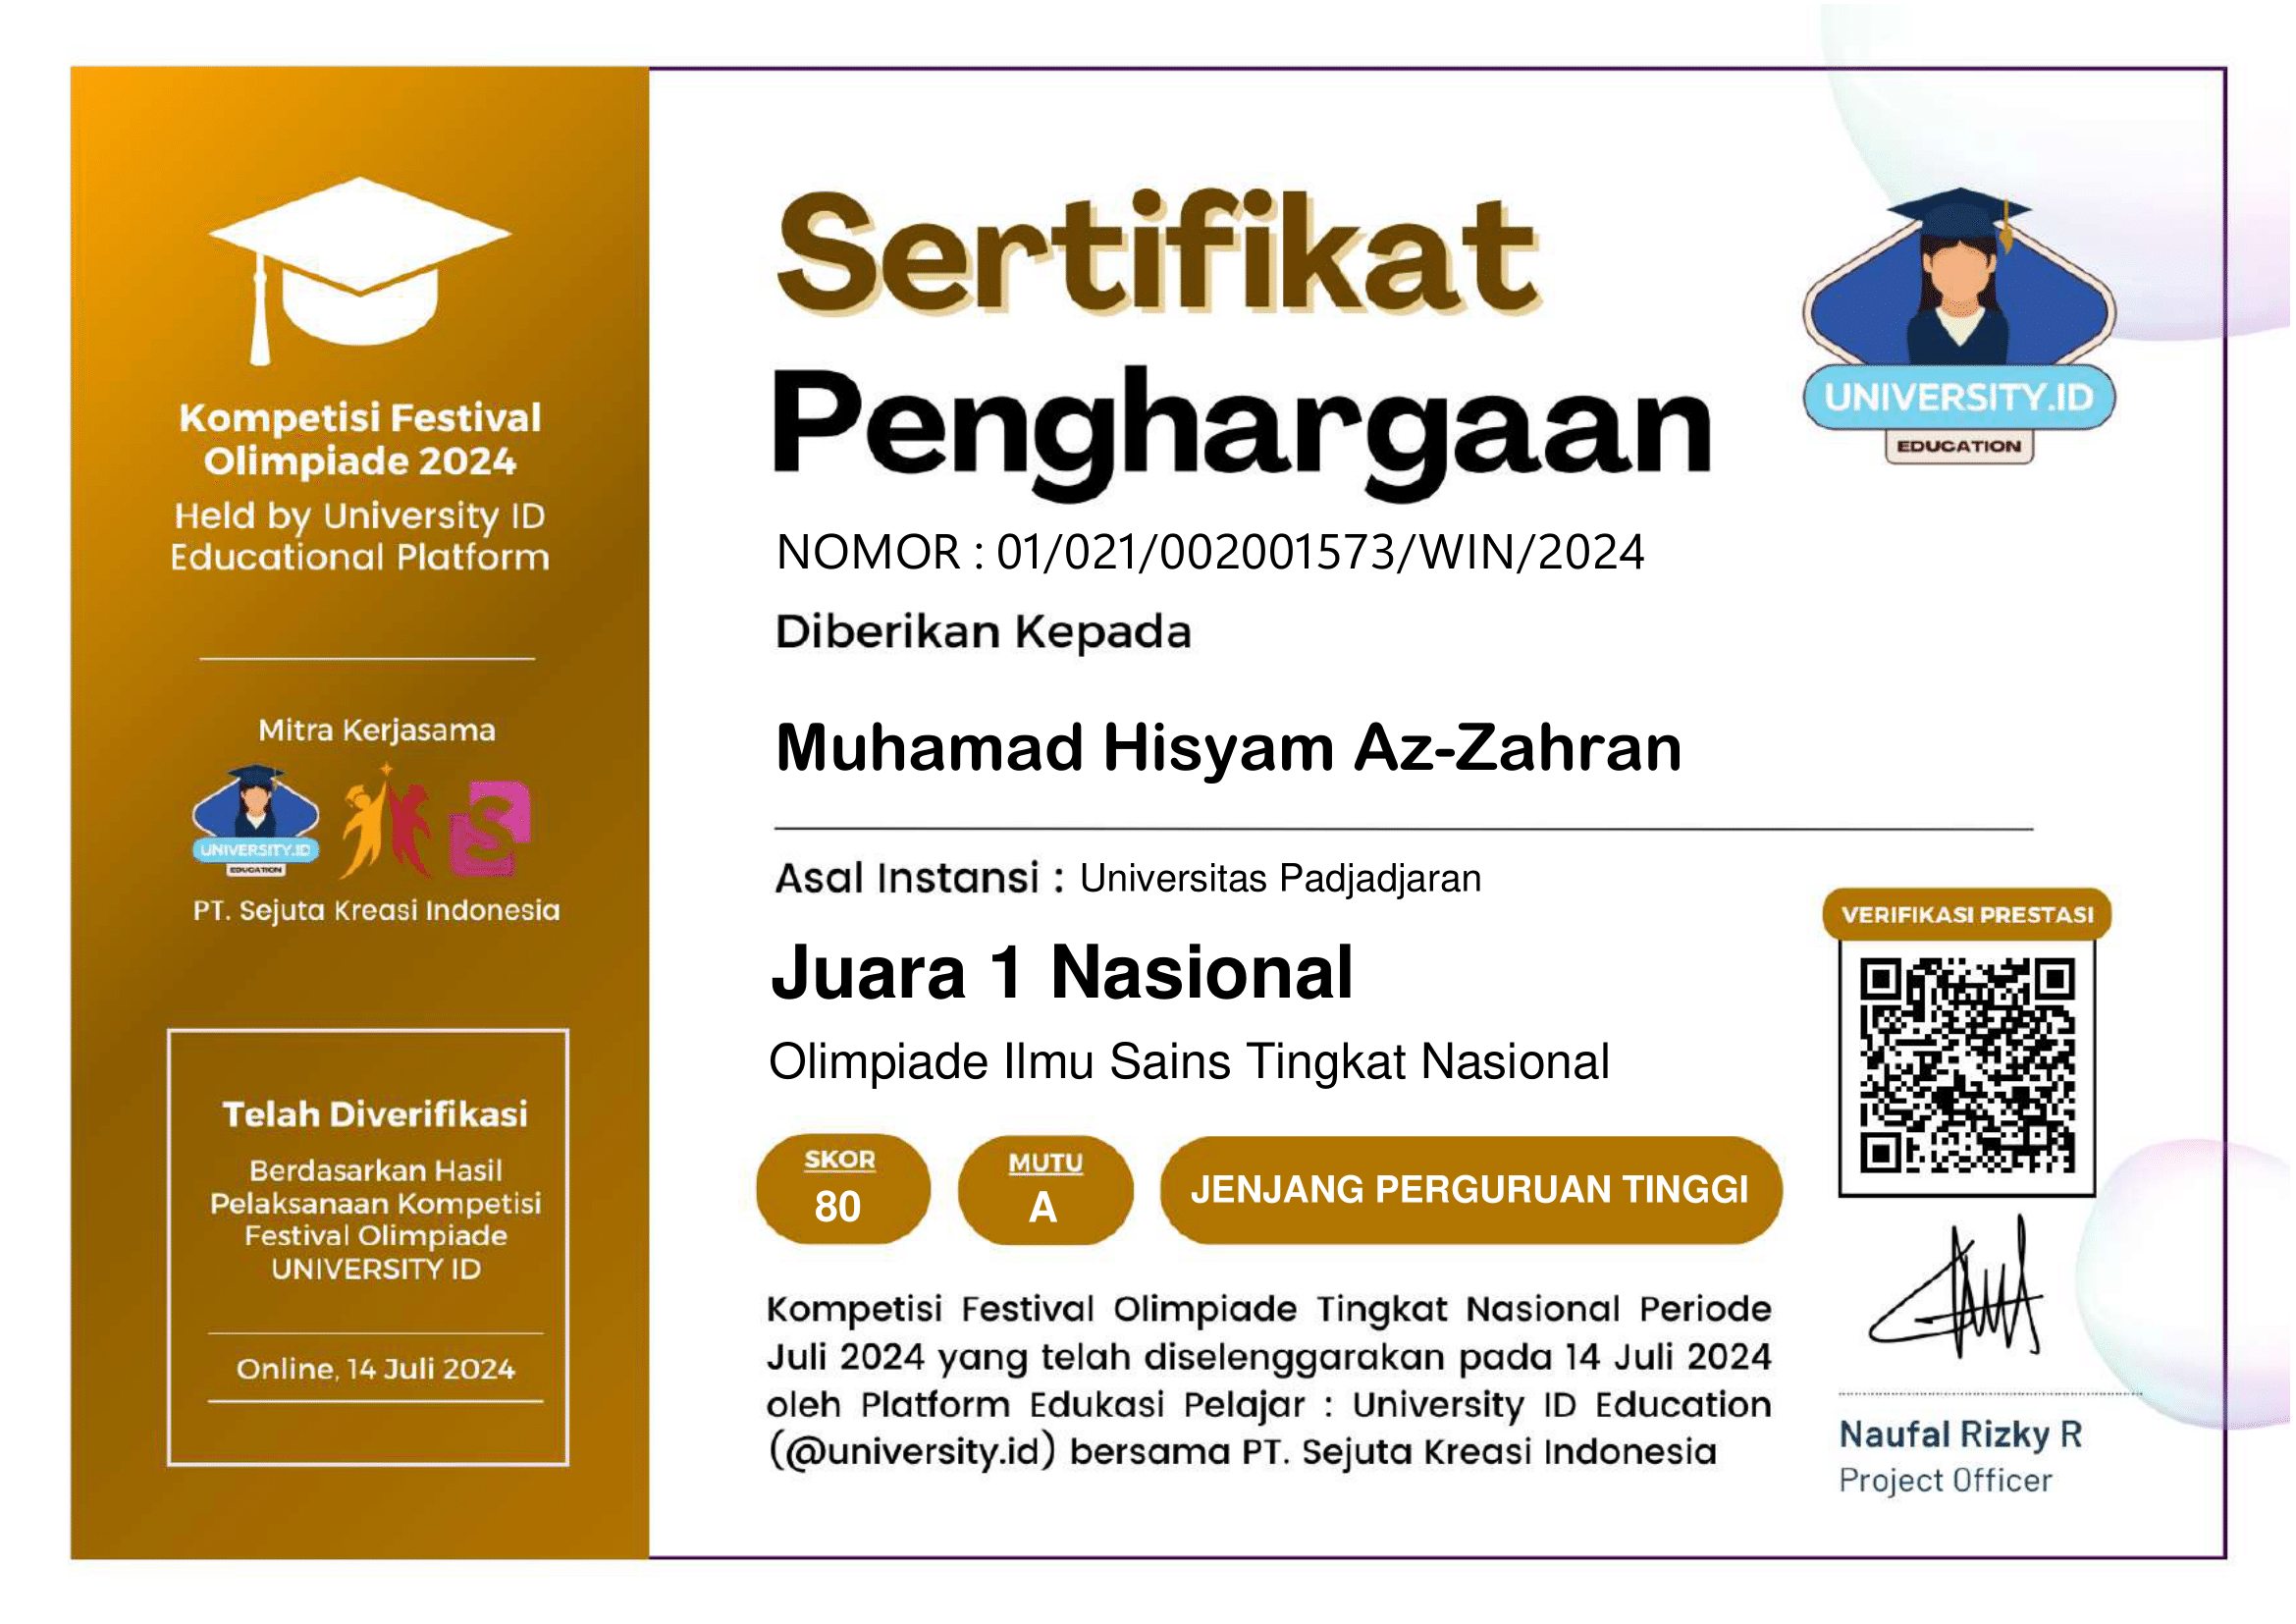 Kompetisi Festival
Olimpiade 2024
Held by University ID
Educational Platform
Mitra Kerjasama
UNIVERSITY.ID
EDUCATION
S
PT. Sejuta Kreasi Indonesia
Telah Diverifikasi
Berdasarkan Hasil
Pelaksanaan Kompetisi
Festival Olimpiade
UNIVERSITY ID
Online, 14 Juli 2024
Sertifikat
Penghargaan
UNIVERSITY.ID
EDUCATION
NOMOR : 01/021/002001573/WIN/2024
Diberikan Kepada
Muhamad Hisyam Az-Zahran
Asal Instansi : Universitas Padjadjaran
Juara 1 Nasional
Olimpiade Ilmu Sains Tingkat Nasional
SKOR
80
MUTU
A
JENJANG PERGURUAN TINGGI
Kompetisi Festival Olimpiade Tingkat Nasional Periode
Juli 2024 yang telah diselenggarakan pada 14 Juli 2024
oleh Platform Edukasi Pelajar : University ID Education
(@university.id) bersama PT. Sejuta Kreasi Indonesia
VERIFIKASI PRESTASI
Naufal Rizky R
Project Officer